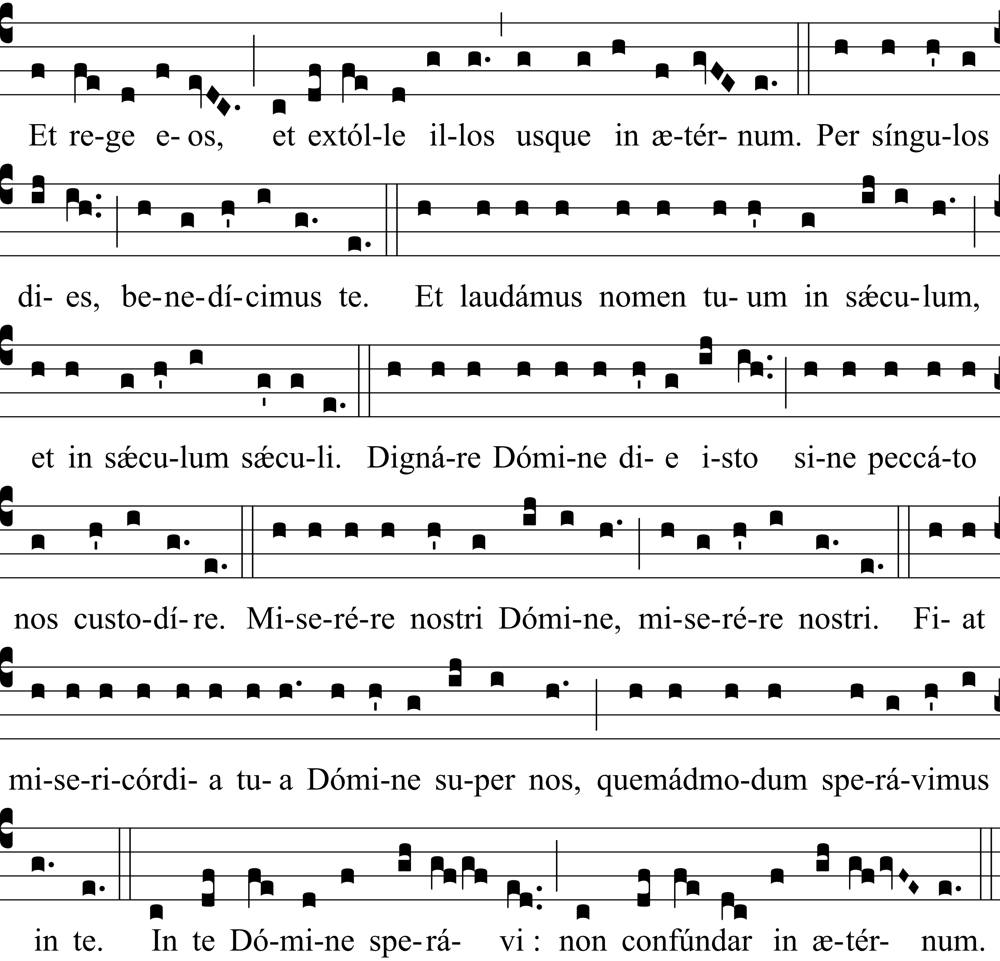 Et re-ge e-os, et extól-le il-los usque in æ-tér-num. Per síngu-los
di-es, be-ne-dí-cimus te. Et laudámus nomen tu-um in sǽcu-lum,
et in sǽcu-lum sǽcu-li. Digná-re Dómi-ne di-e i-sto si-ne peccá-to
nos custo-dí-re. Mi-se-ré-re nostri Dómi-ne, mi-se-ré-re nostri. Fi-at
mi-se-ri-córdi-a tu-a Dómi-ne su-per nos, quemádmo-dum spe-rá-vimus
in te. In te Dó-mi-ne spe-rá-vi : non confúndar in æ-tér-num.